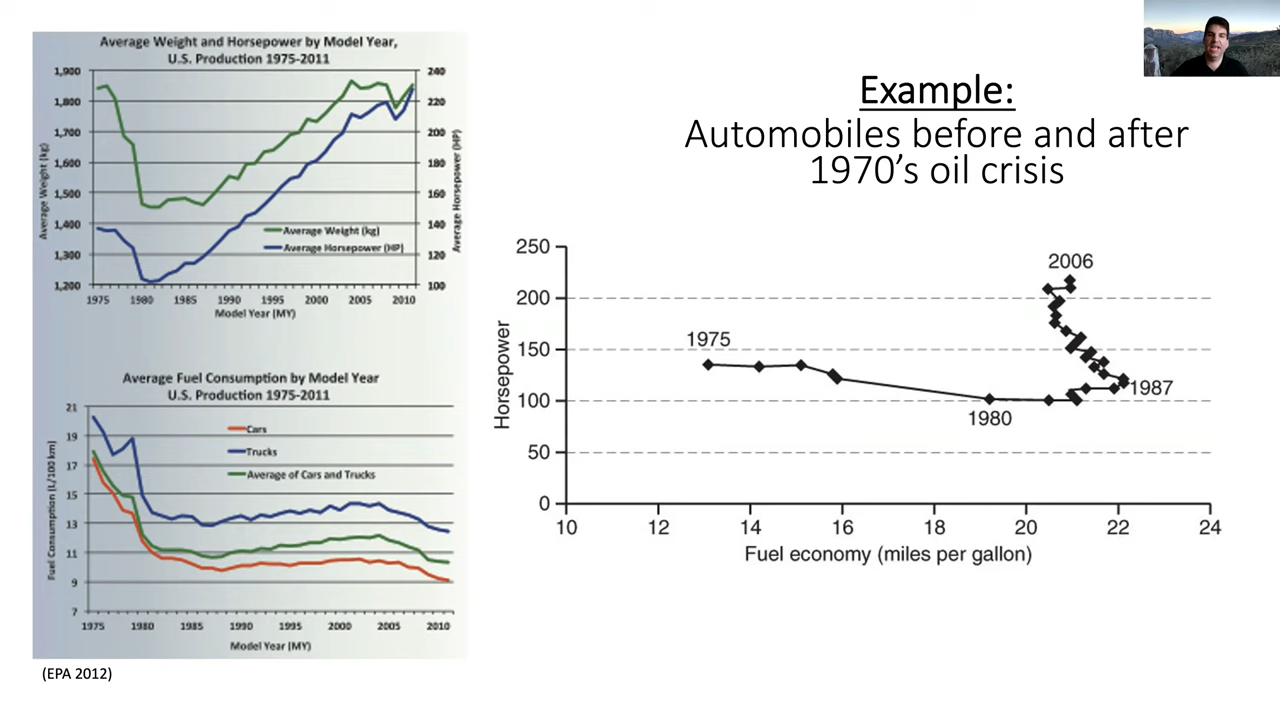 Average Weight and Horsepower by Model Year,
U.S. Production 1975-2011
1,900
1,800
1,700
1,600
1,500
1,400
1,300
1,200
240
220
200
180
160
140
120
100
Average Weight (kg)
Average Horsepower (HP)
Average Weight (kg)
Average Horsepower (HP)
1975 1980 1985 1990 1995 2000 2005 2010
Model Year (MY)
Average Fuel Consumption by Model Year
U.S. Production 1975-2011
21
19
17
15
13
11
9
7
Fuel Consumption (L/100 km)
Cars
Trucks
Average of Cars and Trucks
1975 1980 1985 1990 1995 2000 2005 2010
Model Year (MY)
(EPA 2012)
Example:
Automobiles before and after
1970’s oil crisis
250
200
150
100
50
0
Horsepower
2006
1975
1987
1980
10 12 14 16 18 20 22 24
Fuel economy (miles per gallon)